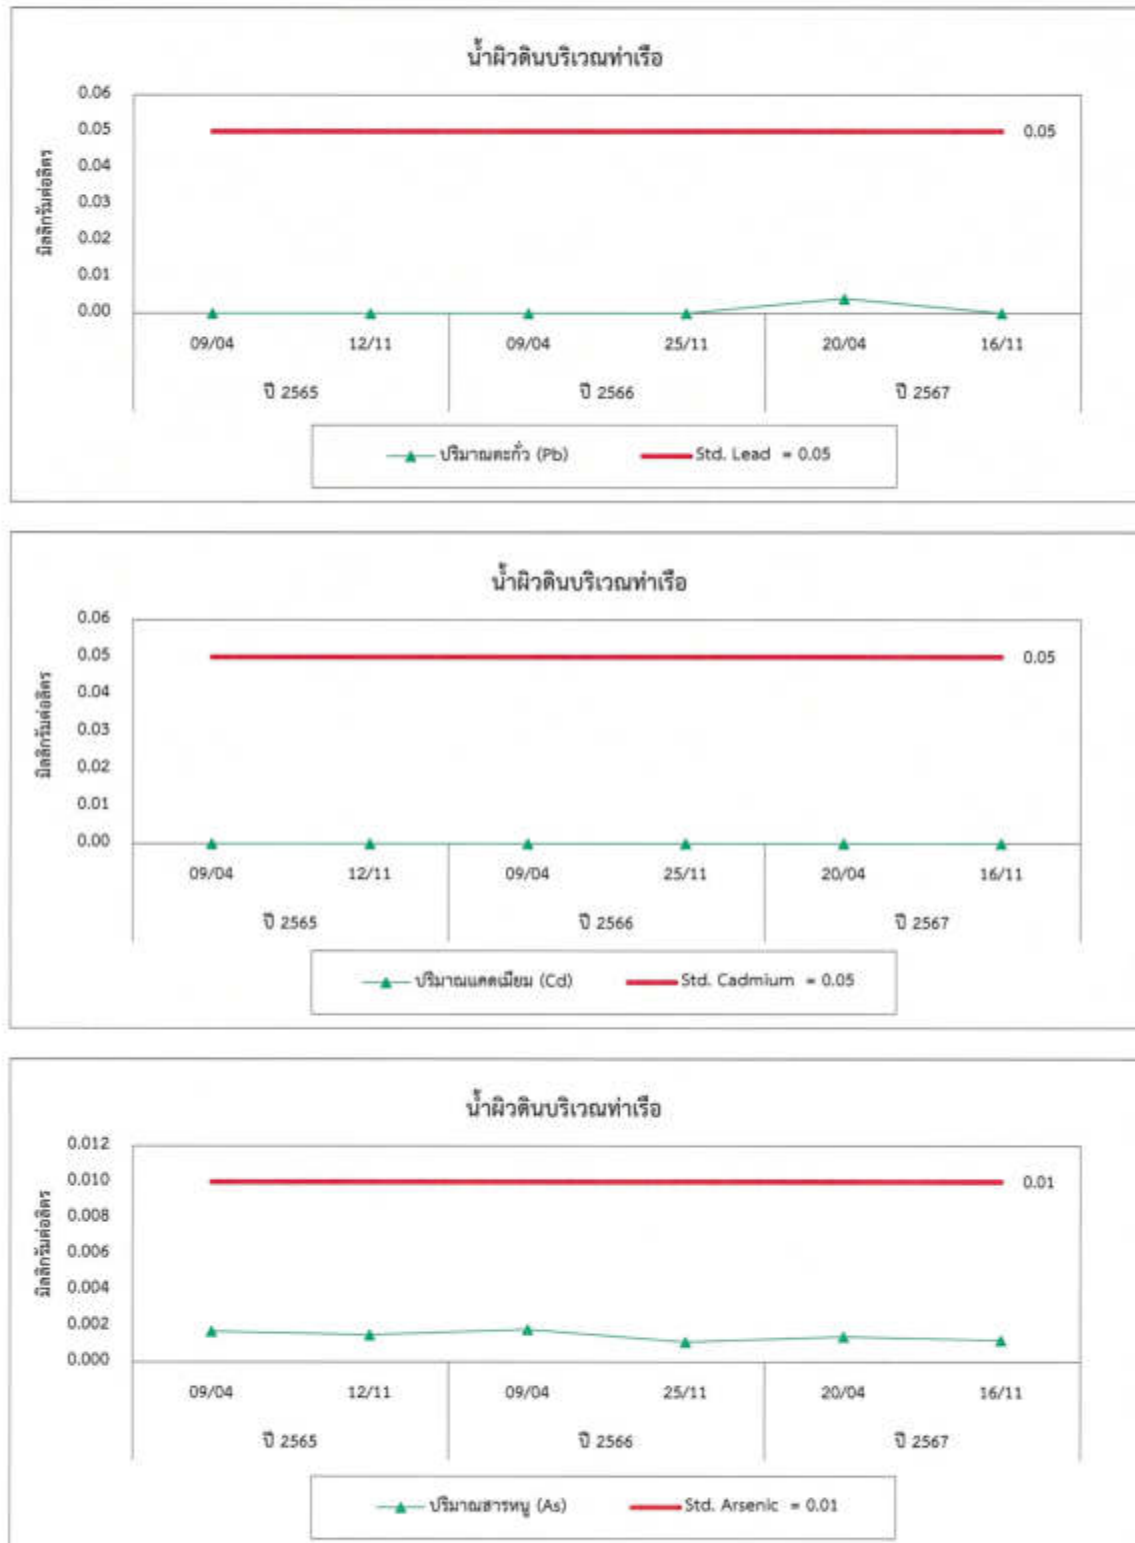 น้ำผิวดินบริเวณท่าเรือ
0.06
0.05
0.04
0.03
0.02
0.01
0.00
มิลลิกรัมต่อลิตร
0.05
09/04 12/11 09/04 25/11 20/04 16/11
ปี 2565 ปี 2566 ปี 2567
ปริมาณตะกั่ว (Pb) Std. Lead = 0.05
น้ำผิวดินบริเวณท่าเรือ
0.06
0.05
0.04
0.03
0.02
0.01
0.00
มิลลิกรัมต่อลิตร
0.05
09/04 12/11 09/04 25/11 20/04 16/11
ปี 2565 ปี 2566 ปี 2567
ปริมาณแคดเมียม (Cd) Std. Cadmium = 0.05
น้ำผิวดินบริเวณท่าเรือ
0.012
0.010
0.008
0.006
0.004
0.002
0.000
มิลลิกรัมต่อลิตร
0.01
09/04 12/11 09/04 25/11 20/04 16/11
ปี 2565 ปี 2566 ปี 2567
ปริมาณสารหนู (As) Std. Arsenic = 0.01